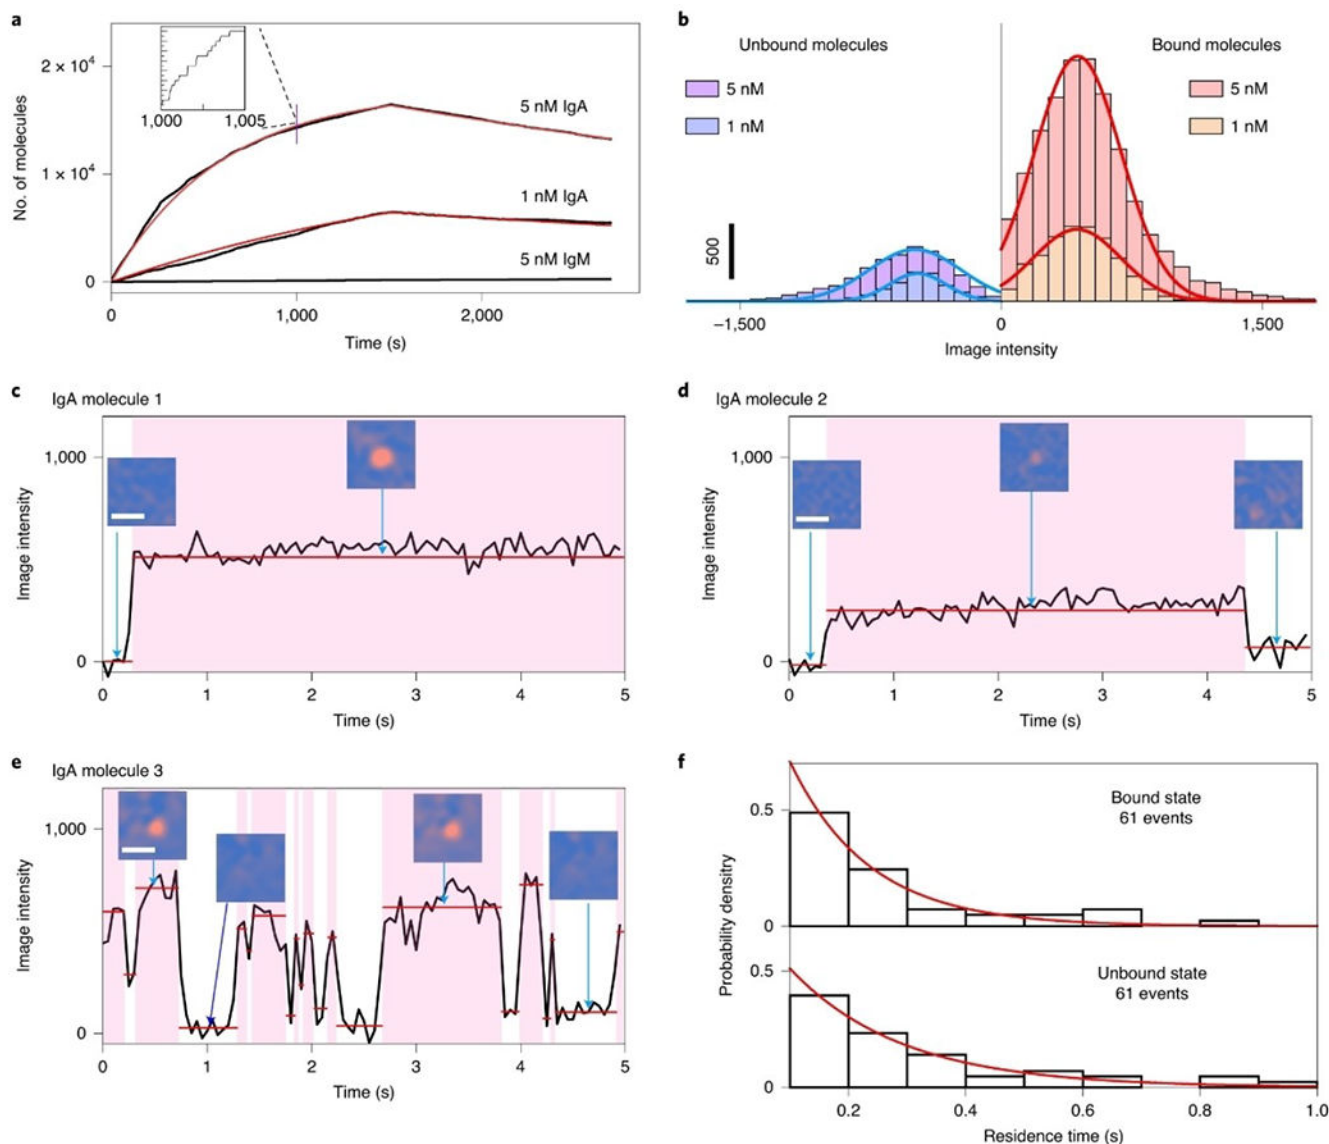 a
2 × 10⁴
1 × 10⁴
0
No. of molecules
1,000 1,005
5 nM IgA
1 nM IgA
5 nM IgM
0 1,000 2,000
Time (s)
b
Unbound molecules
5 nM
1 nM
Bound molecules
5 nM
1 nM
500
−1,500 0 1,500
Image intensity
c
IgA molecule 1
1,000
0
Image intensity
0 1 2 3 4 5
Time (s)
d
IgA molecule 2
1,000
0
Image intensity
0 1 2 3 4 5
Time (s)
e
IgA molecule 3
1,000
0
Image intensity
0 1 2 3 4 5
Time (s)
f
0.5
0
Bound state
61 events
Probability densitry
0.5
0
Unbound state
61 events
0.2 0.4 0.6 0.8 1.0
Residence time (s)